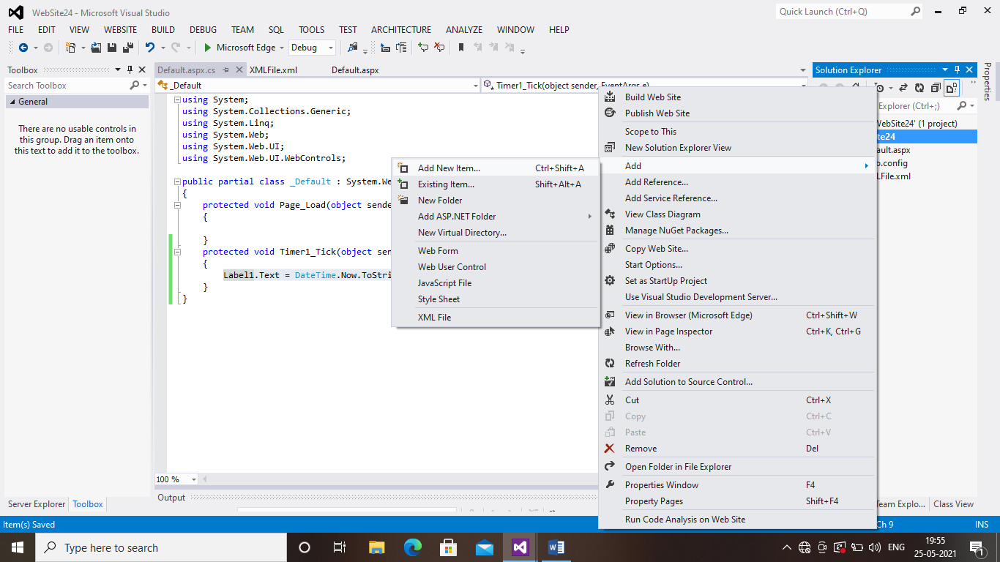 WebSite24 - Microsoft Visual Studio
Quick Launch (Ctrl+Q)
FILE EDIT VIEW WEBSITE BUILD DEBUG TEAM SQL TOOLS TEST ARCHITECTURE ANALYZE WINDOW HELP
Microsoft Edge Debug
Toolbox
Search Toolbox
General
There are no usable controls in
this group. Drag an item onto
this text to add it to the toolbox.
Server Explorer Toolbox
Default.aspx.cs XMLFile.xml Default.aspx
_Default Timer1_Tick(object sender, EventArgs e)
using System;
using System.Collections.Generic;
using System.Linq;
using System.Web;
using System.Web.UI;
using System.Web.UI.WebControls;
public partial class _Default : System.We
{
protected void Page_Load(object sende
{
}
protected void Timer1_Tick(object sen
{
Label1.Text = DateTime.Now.ToStri
}
}
100 %
Output
Add New Item... Ctrl+Shift+A
Existing Item... Shift+Alt+A
New Folder
Add ASP.NET Folder
New Virtual Directory...
Web Form
Web User Control
JavaScript File
Style Sheet
XML File
Build Web Site
Publish Web Site
Scope to This
New Solution Explorer View
Add
Add Reference...
Add Service Reference...
View Class Diagram
Manage NuGet Packages...
Copy Web Site...
Start Options...
Set as StartUp Project
Use Visual Studio Development Server...
View in Browser (Microsoft Edge) Ctrl+Shift+W
View in Page Inspector Ctrl+K, Ctrl+G
Browse With...
Refresh Folder
Add Solution to Source Control...
Cut Ctrl+X
Copy Ctrl+C
Paste Ctrl+V
Remove Del
Open Folder in File Explorer
Properties Window F4
Property Pages Shift+F4
Run Code Analysis on Web Site
Solution Explorer
Explorer (Ctrl+;)
WebSite24' (1 project)
ite24
ault.aspx
b.config
LFile.xml
Team Explo... Class View
Properties
Item(s) Saved
Ch 9 INS
Type here to search
ENG
19:55
25-05-2021
1